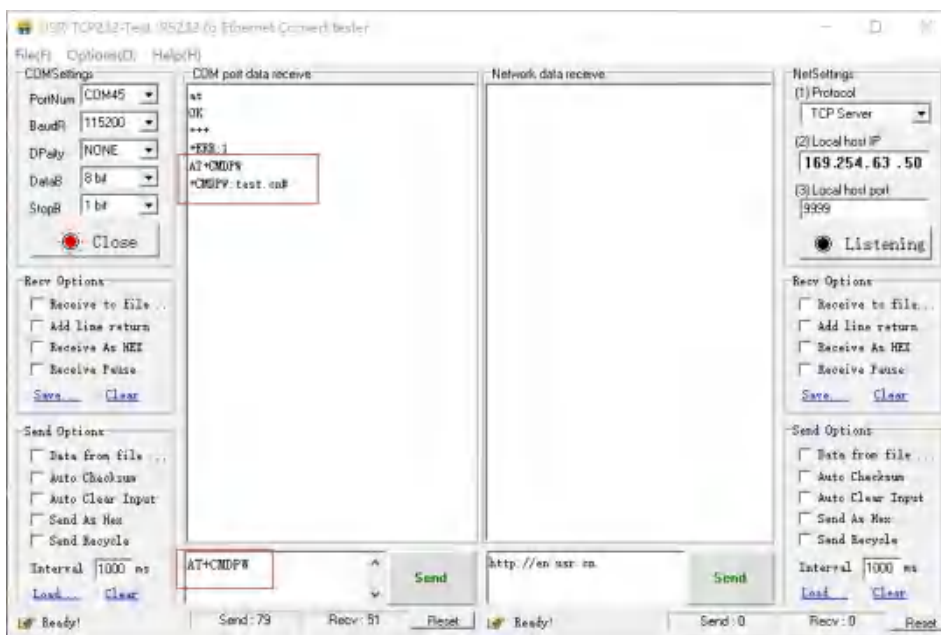 USR-TCP232-Test RS232 to Ethernet Convert tester
File(F) Options(O) Help(H)
COMSettings
PortNum COM45
BaudR 115200
DPaity NONE
DataB 8 bit
StopB 1 bit
Close
Recv Options
Receive to file...
Add line return
Receive As HEX
Receive Pause
Save... Clear
Send Options
Data from file ...
Auto Checksum
Auto Clear Input
Send As Hex
Send Recycle
Interval 1000 ms
Load... Clear
COM port data receive
at
OK
+++
+ERR:1
AT+CMDPW
+CMDPW:test.cn#
AT+CMDPW
Send
Network data receive
http://en.usr.cn
Send
NetSettings
(1) Protocol
TCP Server
(2) Local host IP
169.254.63.50
(3) Local host port
9999
Listening
Recv Options
Receive to file...
Add line return
Receive As HEX
Receive Pause
Save... Clear
Send Options
Data from file ...
Auto Checksum
Auto Clear Input
Send As Hex
Send Recycle
Interval 1000 ms
Load... Clear
Ready! Send : 79 Recv : 51 Reset
Ready! Send : 0 Recv : 0 Reset